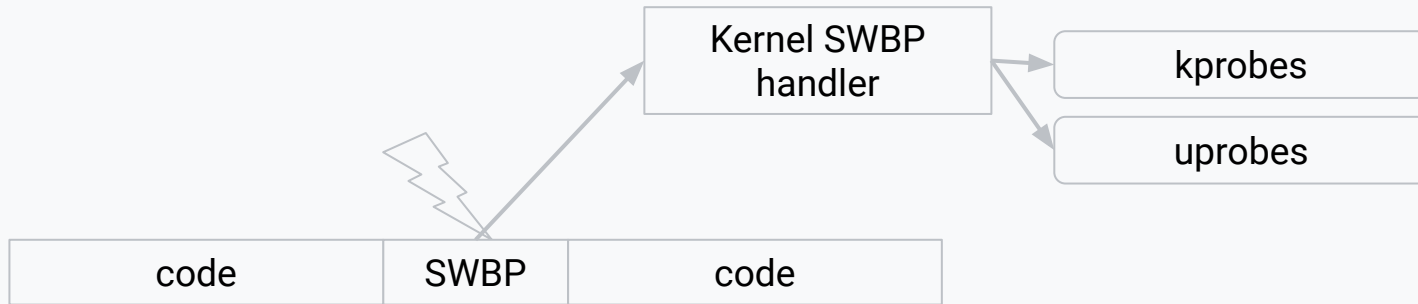 Kernel SWBP
handler
kprobes
uprobes
code
SWBP
code